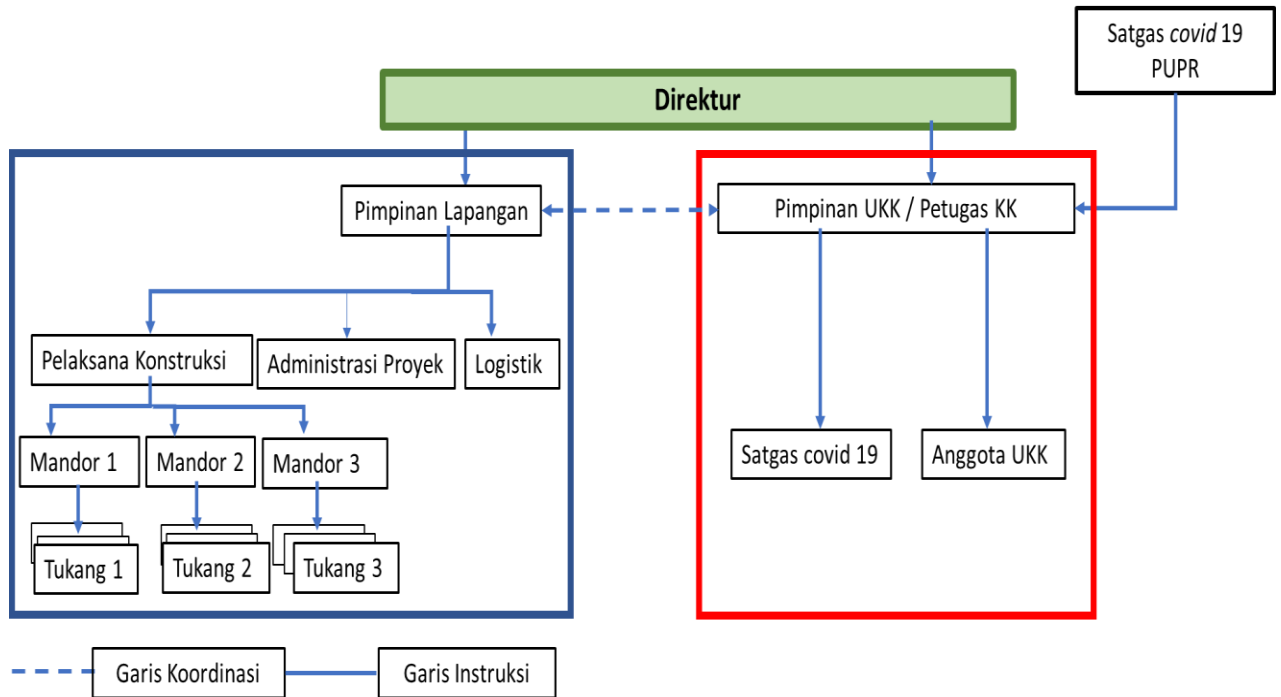 Satgas covid 19
PUPR
Direktur
Pimpinan Lapangan
Pimpinan UKK / Petugas KK
Pelaksana Konstruksi
Administrasi Proyek
Logistik
Mandor 1
Mandor 2
Mandor 3
Satgas covid 19
Anggota UKK
Tukang 1
Tukang 2
Tukang 3
Garis Koordinasi
Garis Instruksi